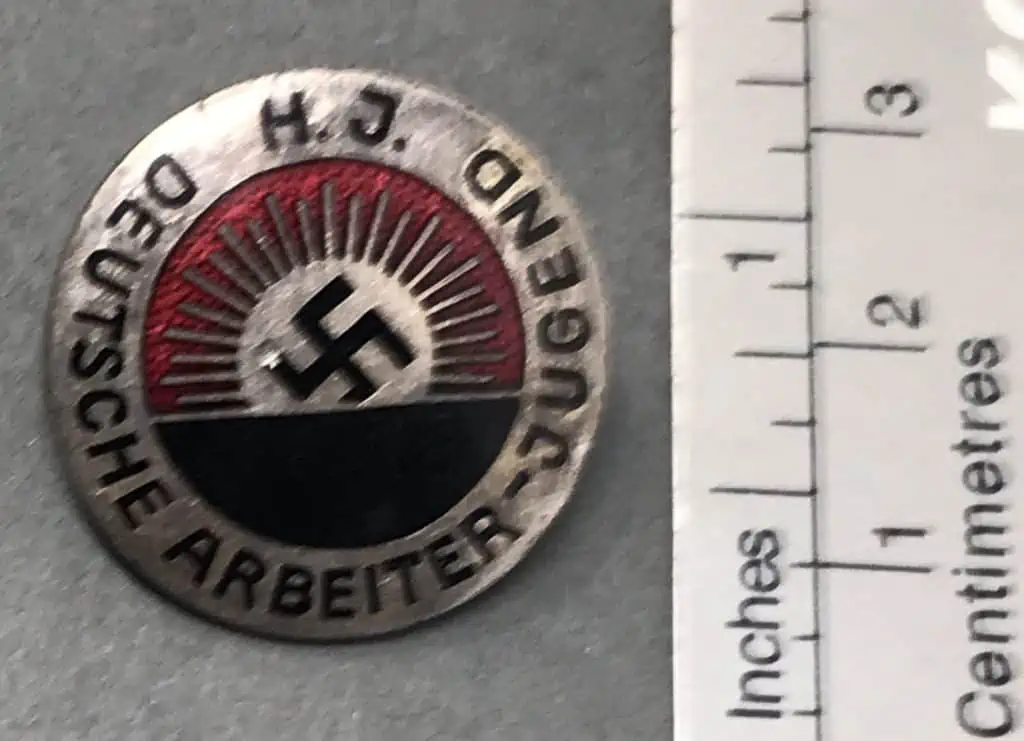 H.J.
DEUTSCHE ARBEITER-JUGEND
3
1
2
1
Inches
Centimetres